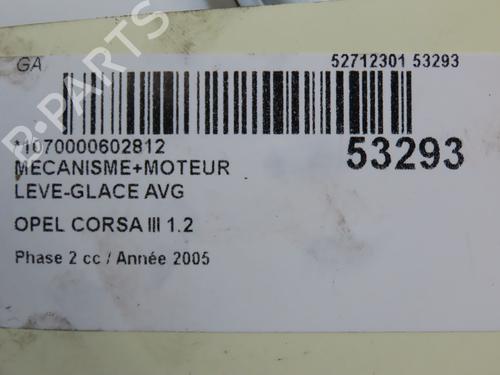 GA
52712301 53293
*1070000602812
53293
MECANISME+MOTEUR
LEVE-GLACE AVG
OPEL CORSA III 1.2
Phase 2 cc / Année 2005
B-PARTS